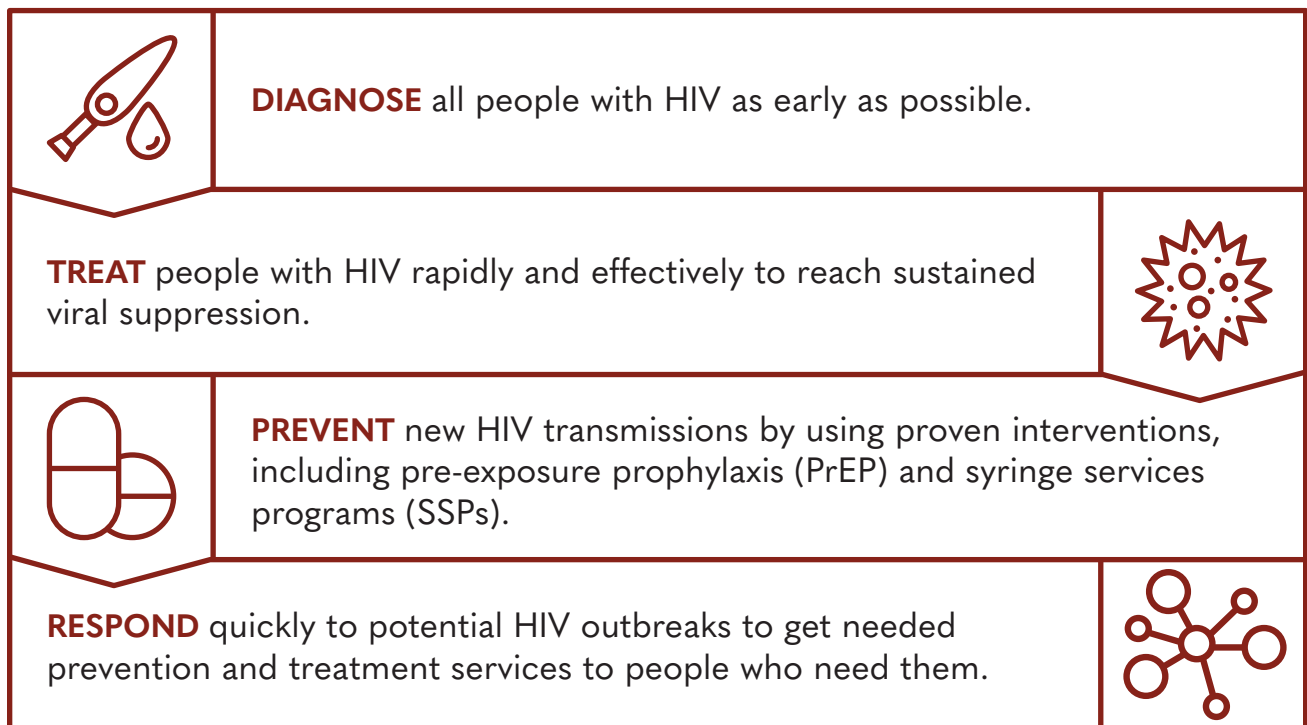 DIAGNOSE all people with HIV as early as possible.
TREAT people with HIV rapidly and effectively to reach sustained
viral suppression.
PREVENT new HIV transmissions by using proven interventions,
including pre-exposure prophylaxis (PrEP) and syringe services
programs (SSPs).
RESPOND quickly to potential HIV outbreaks to get needed
prevention and treatment services to people who need them.